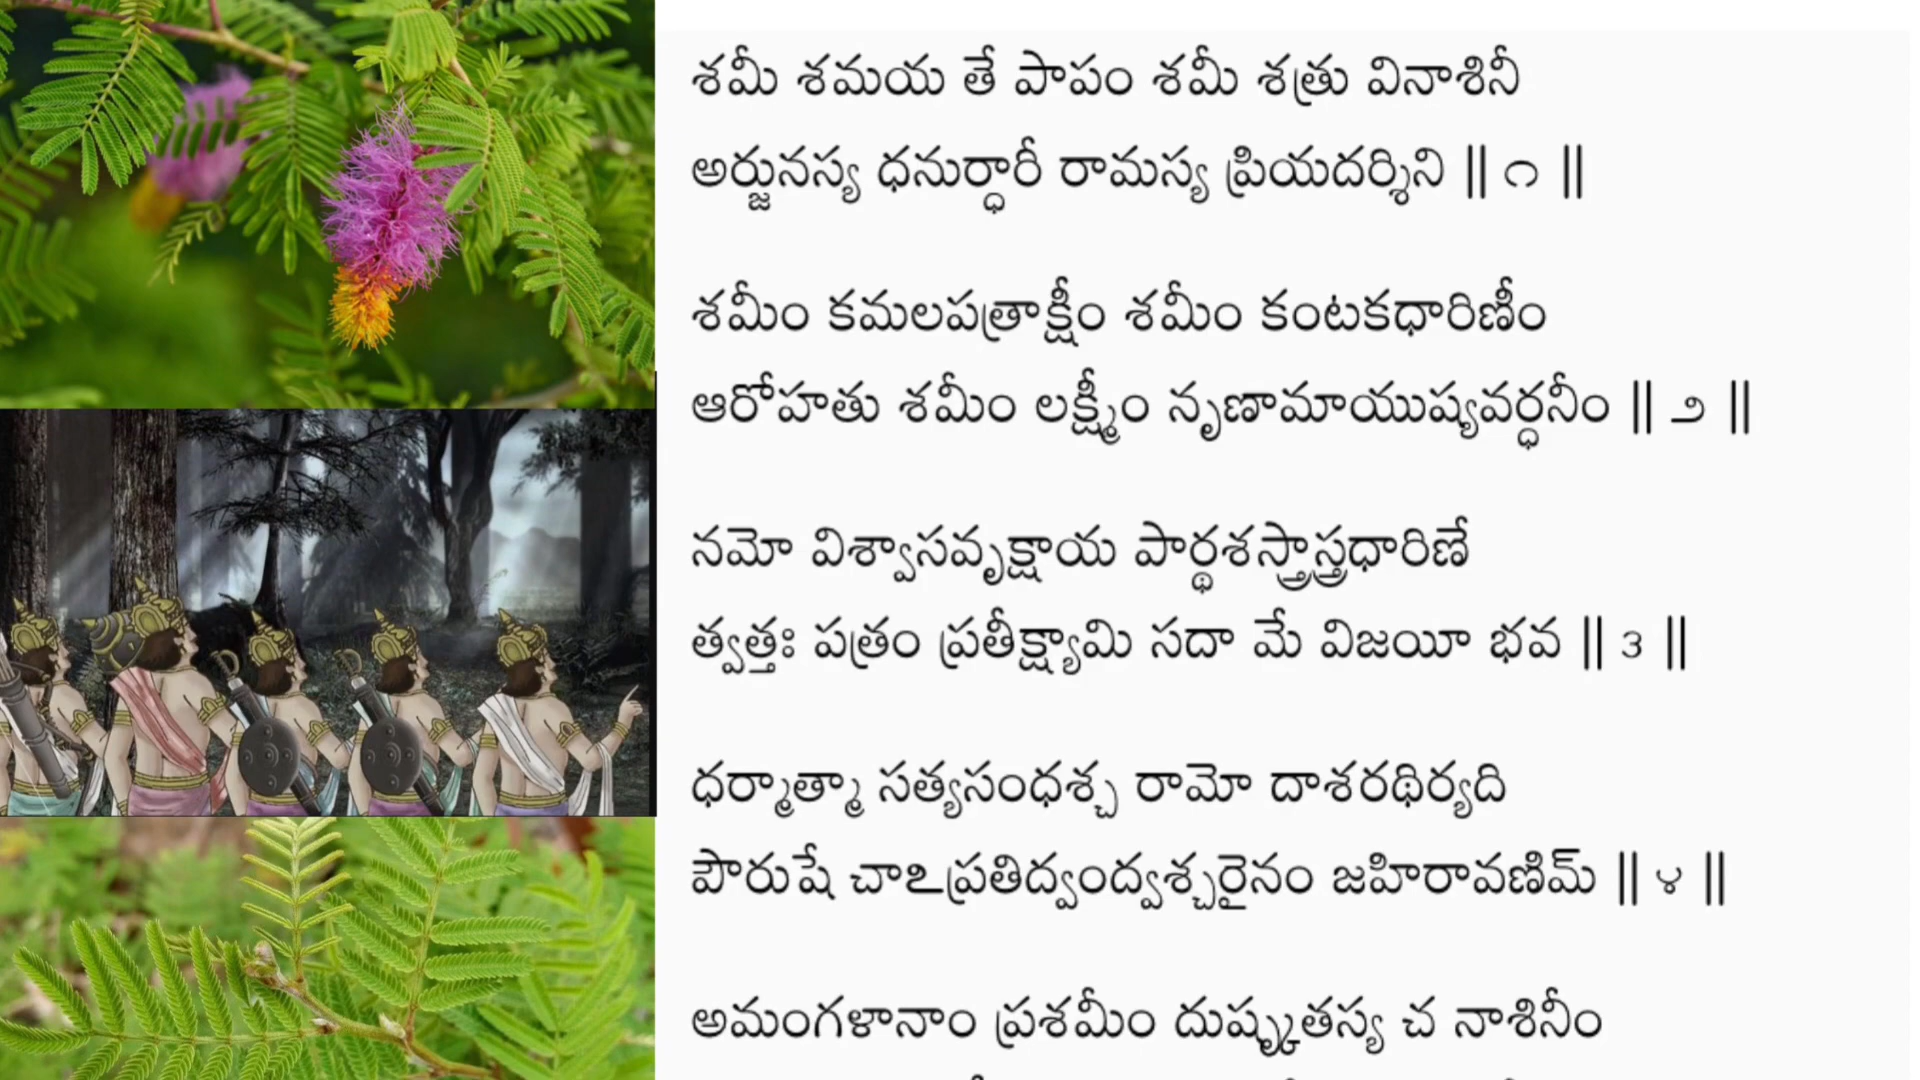 శమీ శమయ తే పాపం శమీ శత్రు వినాశినీ
అర్జునస్య ధనుర్ధారీ రామస్య ప్రియదర్శిని || ౧ ||
శమీం కమలపత్రాక్షీం శమీం కంటకధారిణీం
ఆరోహతు శమీం లక్ష్మీం నృణామాయుష్యవర్ధనీం || ౨ ||
నమో విశ్వాసవృక్షాయ పార్థశస్త్రాస్త్రధారిణే
త్వత్తః పత్రం ప్రతీక్ష్యామి సదా మే విజయీ భవ || ౩ ||
ధర్మాత్మా సత్యసంధశ్చ రామో దాశరథిర్యది
పౌరుషే చాఽప్రతిద్వంద్వశ్చరైనం జహిరావణిమ్ || ౪ ||
అమంగళానాం ప్రశమీం దుష్కృతస్య చ నాశినీం